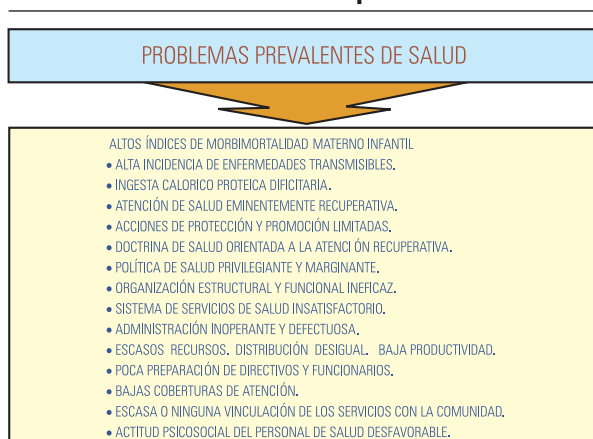 PROBLEMAS PREVALENTES DE SALUD
ALTOS ÍNDICES DE MORBIMORTALIDAD MATERNO INFANTIL
• ALTA INCIDENCIA DE ENFERMEDADES TRANSMISIBLES.
• INGESTA CALORICO PROTEICA DIFICITARIA.
• ATENCIÓN DE SALUD EMINENTEMENTE RECUPERATIVA.
• ACCIONES DE PROTECCIÓN Y PROMOCIÓN LIMITADAS.
• DOCTRINA DE SALUD ORIENTADA A LA ATENCI ÓN RECUPERATIVA.
• POLÍTICA DE SALUD PRIVILEGIANTE Y MARGINANTE.
• ORGANIZACIÓN ESTRUCTURAL Y FUNCIONAL INEFICAZ.
• SISTEMA DE SERVICIOS DE SALUD INSATISFACTORIO.
• ADMINISTRACIÓN INOPERANTE Y DEFECTUOSA.
• ESCASOS RECURSOS. DISTRIBUCIÓN DESIGUAL. BAJA PRODUCTIVIDAD.
• POCA PREPARACIÓN DE DIRECTIVOS Y FUNCIONARIOS.
• BAJAS COBERTURAS DE ATENCIÓN.
• ESCASA O NINGUNA VINCULACIÓN DE LOS SERVICIOS CON LA COMUNIDAD.
• ACTITUD PSICOSOCIAL DEL PERSONAL DE SALUD DESFAVORABLE.